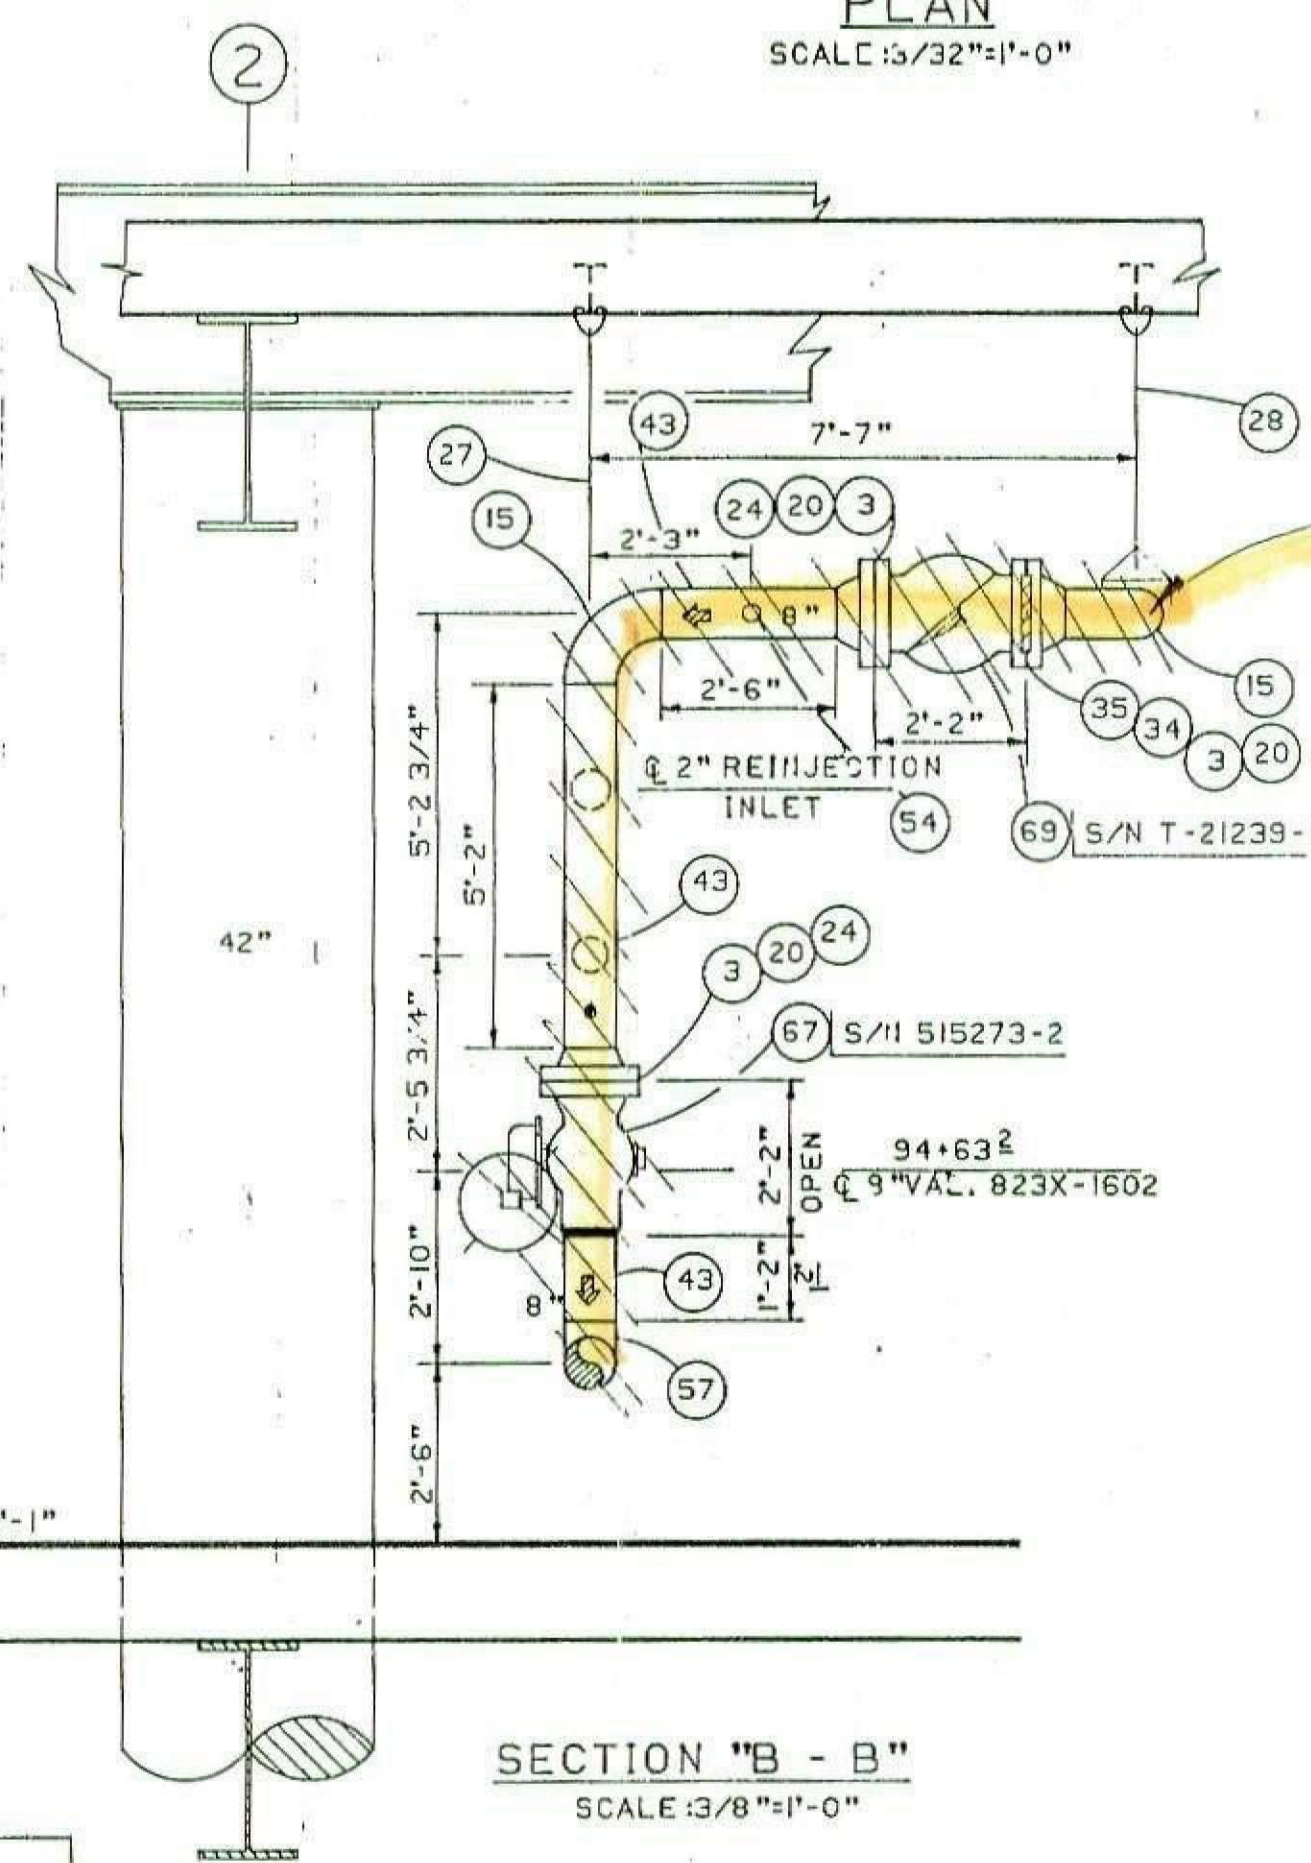 PLAN
SCALE:3/32"=1'-0"
2
43
7'-7"
28
27
24 20 3
15
2'-3"
8"
15
2'-6"
35
2'-2"
34
3 20
5'-2 3/4"
℄ 2" REINJECTION
INLET
54
69 S/N T-21239-
5'-2"
43
42"
24
20
3
67 S/N 515273-2
2'-5 3/4"
2'-2"
OPEN
94+63 2
℄ 9" VAL. 823X-1602
2'-10"
43
1'-2"
8"
57
2'-6"
'-1"
SECTION "B - B"
SCALE:3/8"=1'-0"